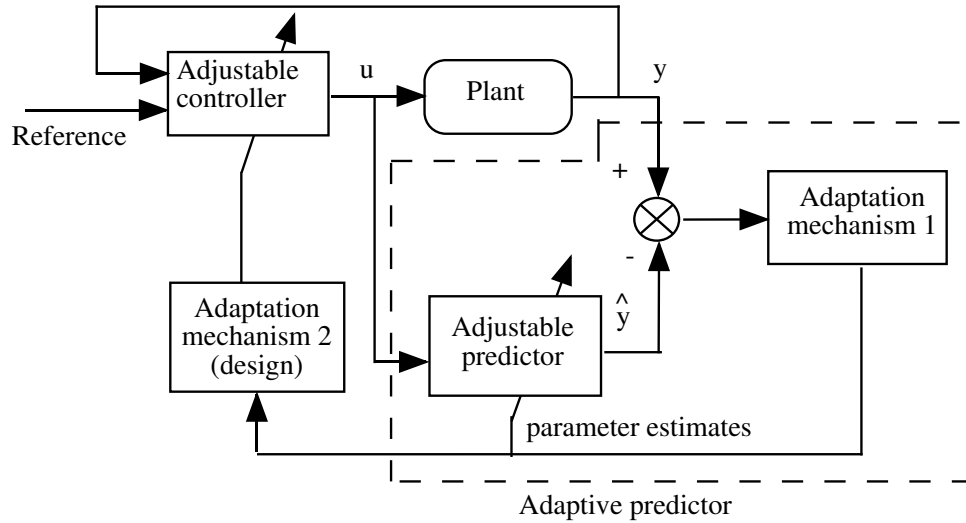 Adjustable
controller
u
Plant
y
Reference
+
Adaptation
mechanism 1
-
Adaptation
mechanism 2
(design)
Adjustable
predictor
ŷ
parameter estimates
Adaptive predictor